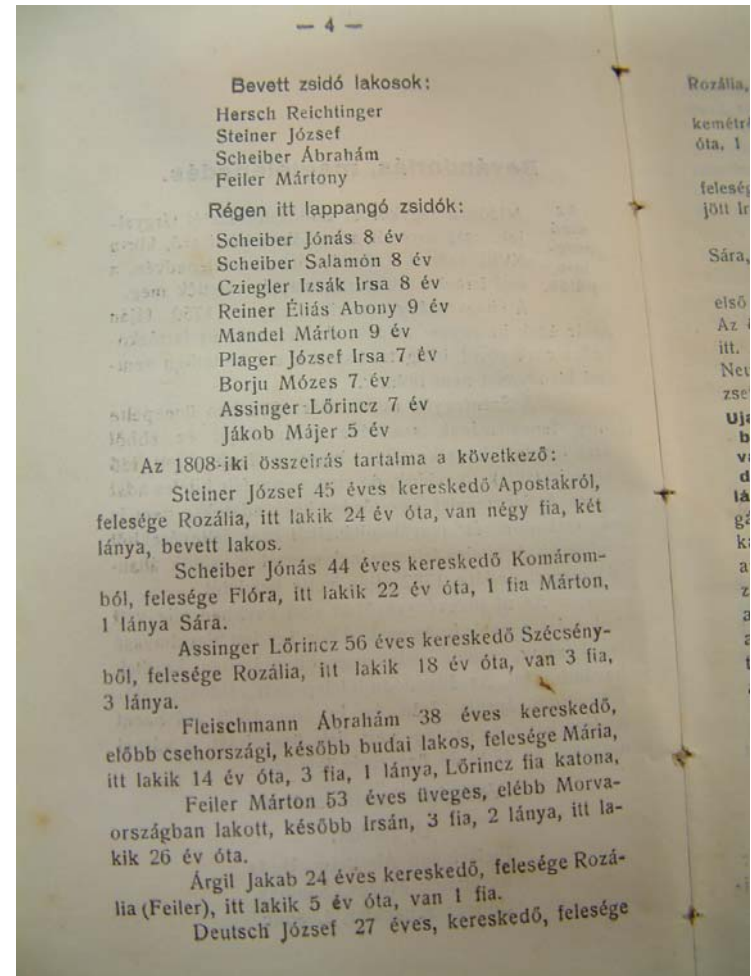 — 4 —
Bevett zsidó lakosok:
Hersch Reichtinger
Steiner József
Scheiber Ábrahám
Feiler Mártony
Régen itt lappangó zsidók:
Scheiber Jónás 8 év
Scheiber Salamón 8 év
Cziegler Izsák Irsa 8 év
Reiner Éliás Abony 9 év
Mandel Márton 9 év
Plager József Irsa 7 év
Borju Mózes 7 év
Assinger Lőrincz 7 év
Jákob Májer 5 év
Az 1808-iki összeirás tartalma a következő:
Steiner József 45 éves kereskedő Apostakról,
felesége Rozália, itt lakik 24 év óta, van négy fia, két
lánya, bevett lakos.
Scheiber Jónás 44 éves kereskedő Komárom-
ból, felesége Flóra, itt lakik 22 év óta, 1 fia Márton,
1 lánya Sára.
Assinger Lőrincz 56 éves kereskedő Szécsény-
ből, felesége Rozália, itt lakik 18 év óta, van 3 fia,
3 lánya.
Fleischmann Ábrahám 38 éves kereskedő,
előbb csehországi, később budai lakos, felesége Mária,
itt lakik 14 év óta, 3 fia, 1 lánya, Lőrincz fia katona,
Feiler Márton 53 éves üveges, elébb Morva-
országban lakott, később Irsán, 3 fia, 2 lánya, itt la-
kik 26 év óta.
Árgil Jakab 24 éves kereskedő, felesége Rozá-
lia (Feiler), itt lakik 5 év óta, van 1 fia.
Deutsch József 27 éves, kereskedő, felesége
Rozália,
óta, 1
Sára,
első
itt.